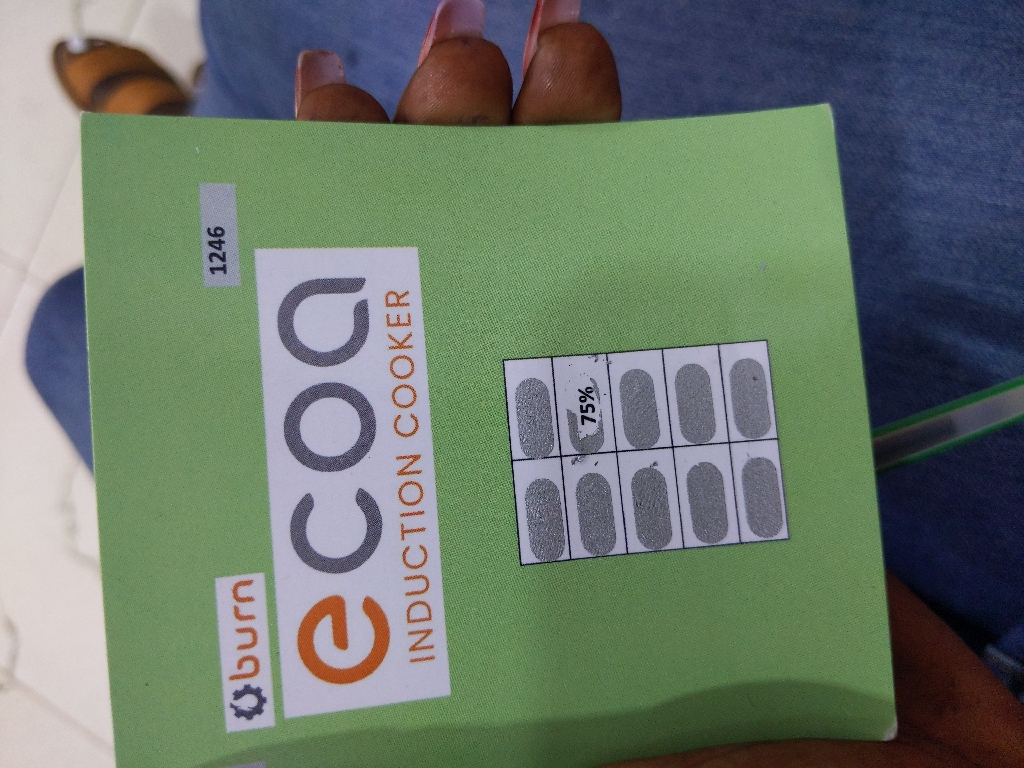 1246
burn
ecoa
INDUCTION COOKER
75%